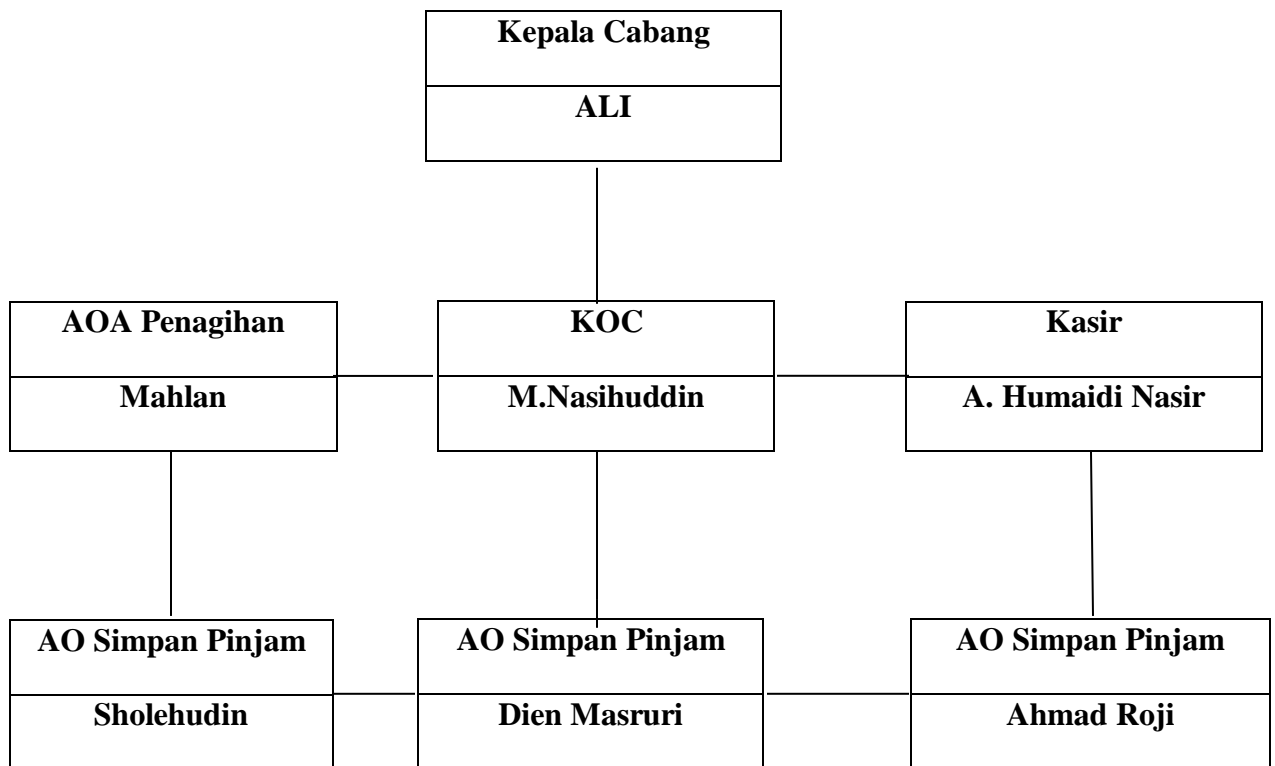 Kepala Cabang
ALI
AOA Penagihan
Mahlan
KOC
M.Nasihuddin
Kasir
A. Humaidi Nasir
AO Simpan Pinjam
Sholehudin
AO Simpan Pinjam
Dien Masruri
AO Simpan Pinjam
Ahmad Roji